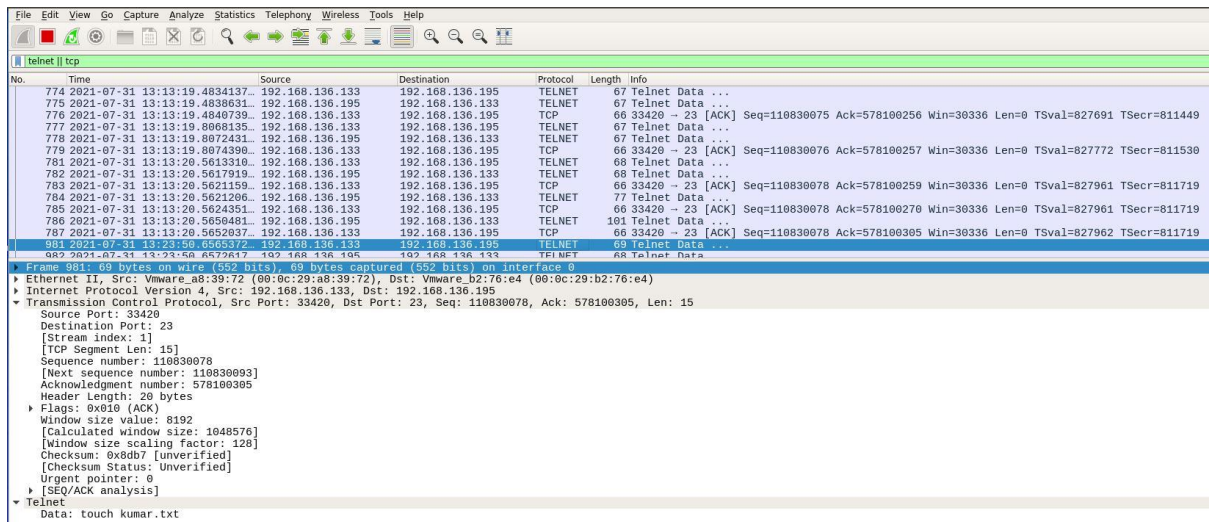 File Edit View Go Capture Analyze Statistics Telephony Wireless Tools Help
telnet || tcp
No. Time Source Destination Protocol Length Info
774 2021-07-31 13:13:19.4834137… 192.168.136.133 192.168.136.195 TELNET 67 Telnet Data ...
775 2021-07-31 13:13:19.4838631… 192.168.136.195 192.168.136.133 TELNET 67 Telnet Data ...
776 2021-07-31 13:13:19.4840739… 192.168.136.133 192.168.136.195 TCP 66 33420 → 23 [ACK] Seq=110830075 Ack=578100256 Win=30336 Len=0 TSval=827691 TSecr=811449
777 2021-07-31 13:13:19.8068135… 192.168.136.133 192.168.136.195 TELNET 67 Telnet Data ...
778 2021-07-31 13:13:19.8072431… 192.168.136.195 192.168.136.133 TELNET 67 Telnet Data ...
779 2021-07-31 13:13:19.8074390… 192.168.136.133 192.168.136.195 TCP 66 33420 → 23 [ACK] Seq=110830076 Ack=578100257 Win=30336 Len=0 TSval=827772 TSecr=811530
781 2021-07-31 13:13:20.5613310… 192.168.136.133 192.168.136.195 TELNET 68 Telnet Data ...
782 2021-07-31 13:13:20.5617919… 192.168.136.195 192.168.136.133 TELNET 68 Telnet Data ...
783 2021-07-31 13:13:20.5621159… 192.168.136.133 192.168.136.195 TCP 66 33420 → 23 [ACK] Seq=110830078 Ack=578100259 Win=30336 Len=0 TSval=827961 TSecr=811719
784 2021-07-31 13:13:20.5621206… 192.168.136.195 192.168.136.133 TELNET 77 Telnet Data ...
785 2021-07-31 13:13:20.5624351… 192.168.136.133 192.168.136.195 TCP 66 33420 → 23 [ACK] Seq=110830078 Ack=578100270 Win=30336 Len=0 TSval=827961 TSecr=811719
786 2021-07-31 13:13:20.5650481… 192.168.136.195 192.168.136.133 TELNET 101 Telnet Data ...
787 2021-07-31 13:13:20.5652037… 192.168.136.133 192.168.136.195 TCP 66 33420 → 23 [ACK] Seq=110830078 Ack=578100305 Win=30336 Len=0 TSval=827962 TSecr=811719
981 2021-07-31 13:23:50.6565372… 192.168.136.133 192.168.136.195 TELNET 69 Telnet Data ...
982 2021-07-31 13:23:50.6572617… 192.168.136.195 192.168.136.133 TELNET 68 Telnet Data
Frame 981: 69 bytes on wire (552 bits), 69 bytes captured (552 bits) on interface 0
Ethernet II, Src: Vmware_a8:39:72 (00:0c:29:a8:39:72), Dst: Vmware_b2:76:e4 (00:0c:29:b2:76:e4)
Internet Protocol Version 4, Src: 192.168.136.133, Dst: 192.168.136.195
Transmission Control Protocol, Src Port: 33420, Dst Port: 23, Seq: 110830078, Ack: 578100305, Len: 15
Source Port: 33420
Destination Port: 23
[Stream index: 1]
[TCP Segment Len: 15]
Sequence number: 110830078
[Next sequence number: 110830093]
Acknowledgment number: 578100305
Header Length: 20 bytes
Flags: 0x010 (ACK)
Window size value: 8192
[Calculated window size: 1048576]
[Window size scaling factor: 128]
Checksum: 0x8db7 [unverified]
[Checksum Status: Unverified]
Urgent pointer: 0
[SEQ/ACK analysis]
Telnet
Data: touch kumar.txt